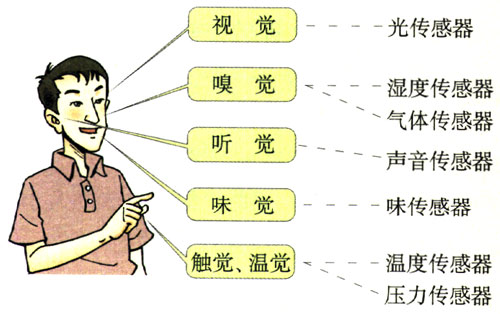 视 觉
光传感器
嗅 觉
湿度传感器
气体传感器
听 觉
声音传感器
味 觉
味传感器
触觉、温觉
温度传感器
压力传感器